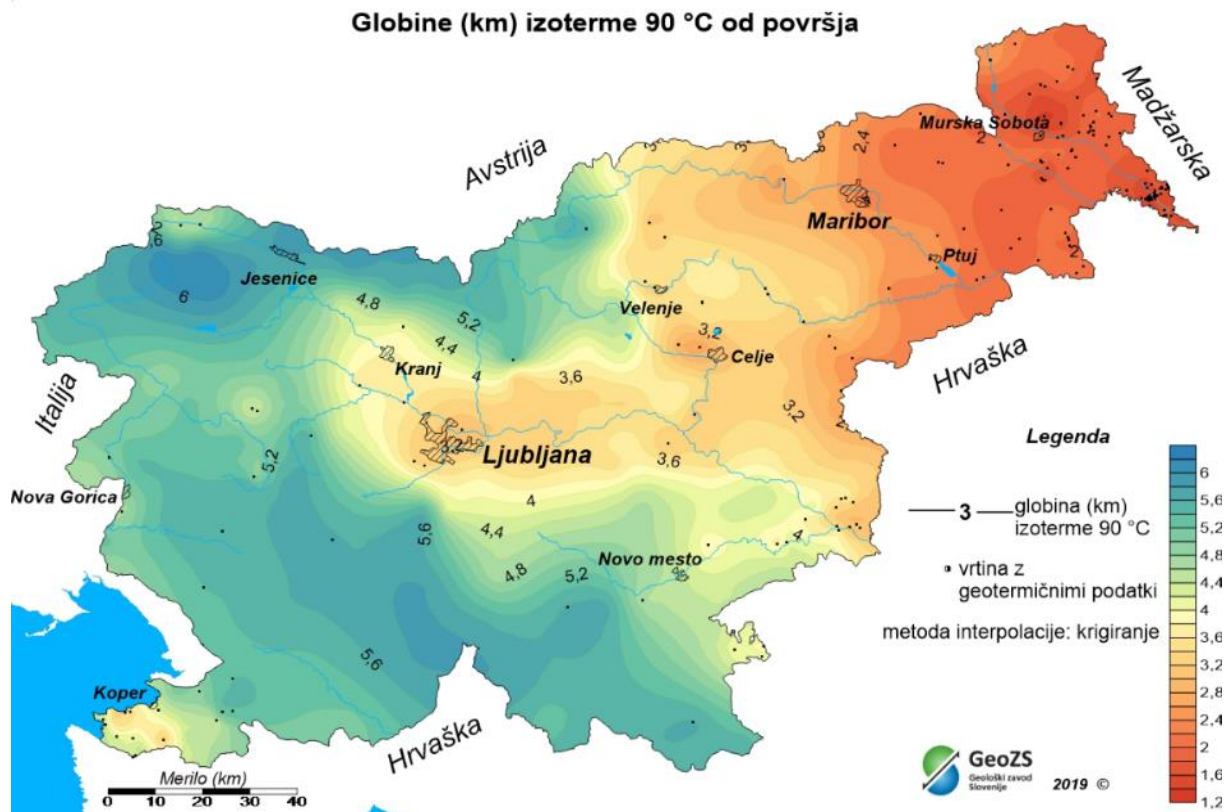 Globine (km) izoterme 90 °C od površja
Madžarska
Murska Sobota
2
Avstrija
2,4
Maribor
Ptuj
2
Jesenice
6
4,8
5,2
4,4
4
Velenje
3,2
Celje
Kranj
3,6
Hrvaška
Italija
3,2
5,2
3,2
Ljubljana
3,6
Nova Gorica
4
4,4
5,6
4
4,8
5,2
Novo mesto
5,6
Koper
Hrvaška
Merilo (km)
0 10 20 30 40
Legenda
3
globina (km)
izoterme 90 °C
vrtina z
geotermičnimi podatki
metoda interpolacije: krigiranje
6
5,6
5,2
4,8
4,4
4
3,6
3,2
2,8
2,4
2
1,6
1,2
GeoZS
Geološki zavod
Slovenije
2019 ©